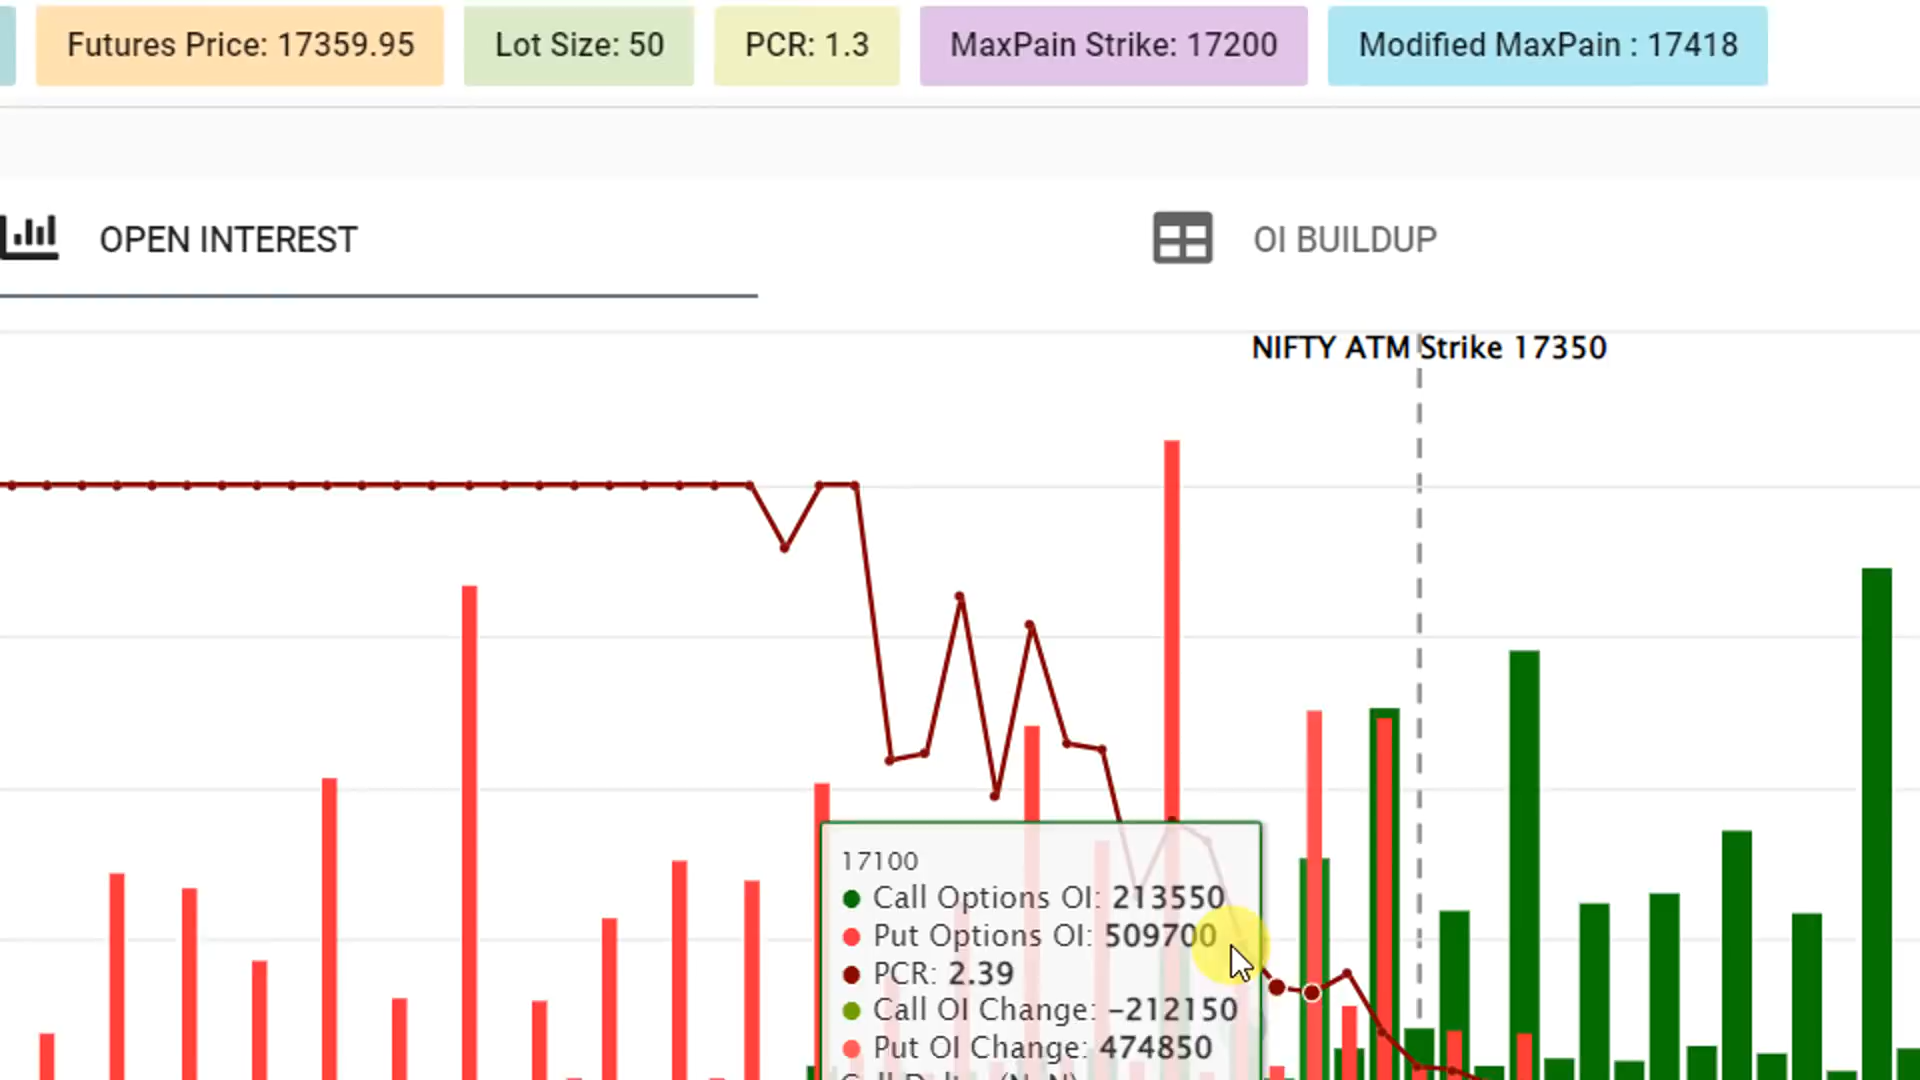 Futures Price: 17359.95
Lot Size: 50
PCR: 1.3
MaxPain Strike: 17200
Modified MaxPain : 17418
OPEN INTEREST
OI BUILDUP
NIFTY ATM Strike 17350
17100
Call Options OI: 213550
Put Options OI: 509700
PCR: 2.39
Call OI Change: -212150
Put OI Change: 474850